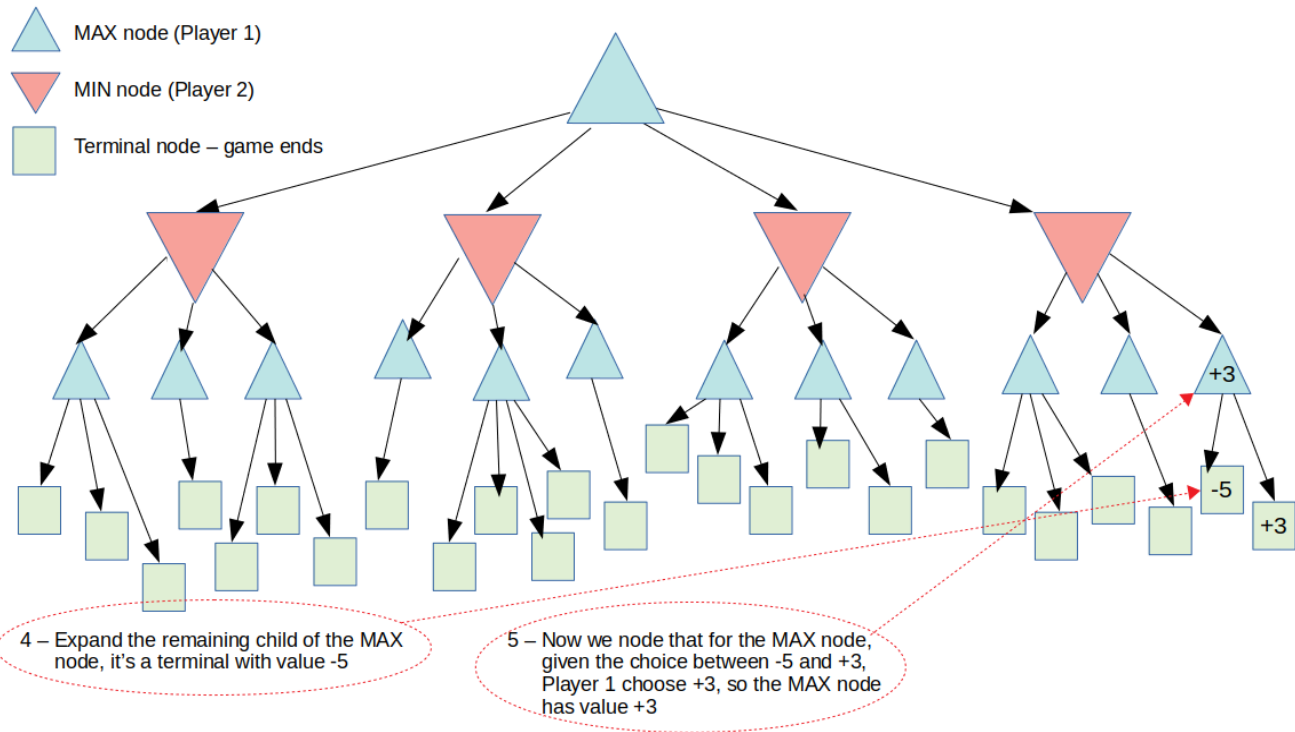 MAX node (Player 1)
MIN node (Player 2)
Terminal node – game ends
+3
-5
+3
4 – Expand the remaining child of the MAX
node, it's a terminal with value -5
5 – Now we node that for the MAX node,
given the choice between -5 and +3,
Player 1 choose +3, so the MAX node
has value +3